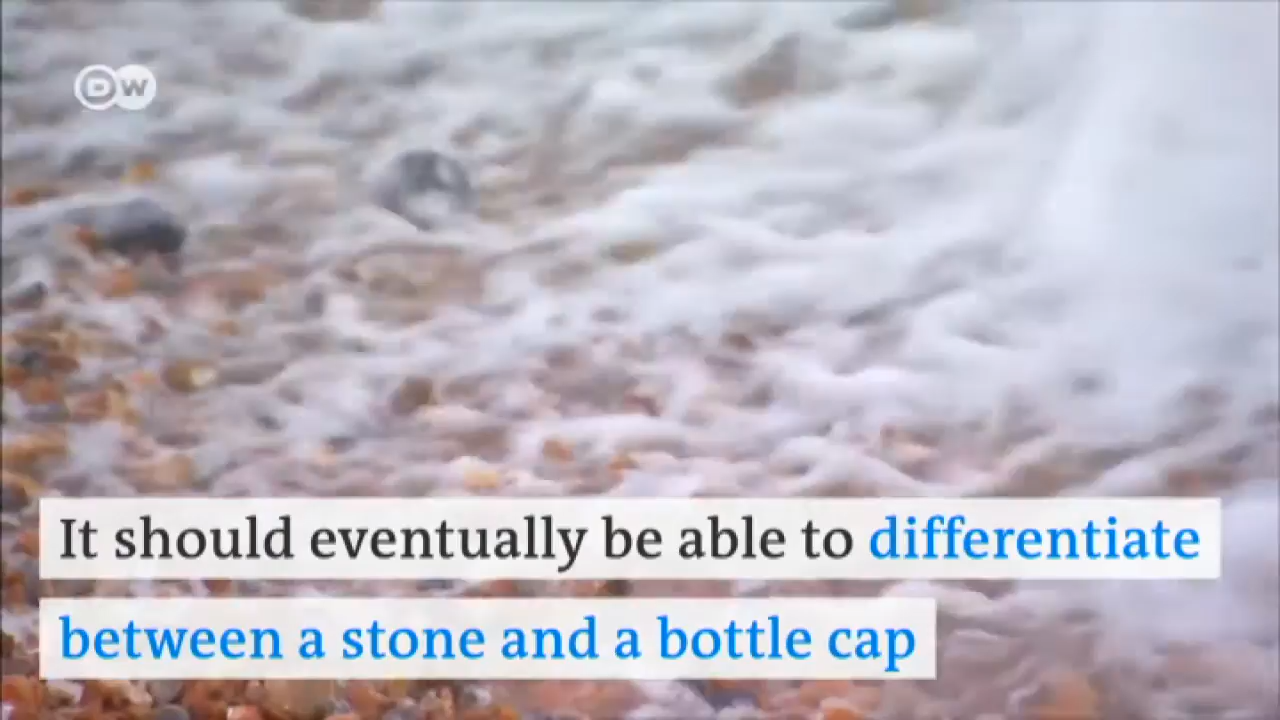 DW
It should eventually be able to differentiate
between a stone and a bottle cap